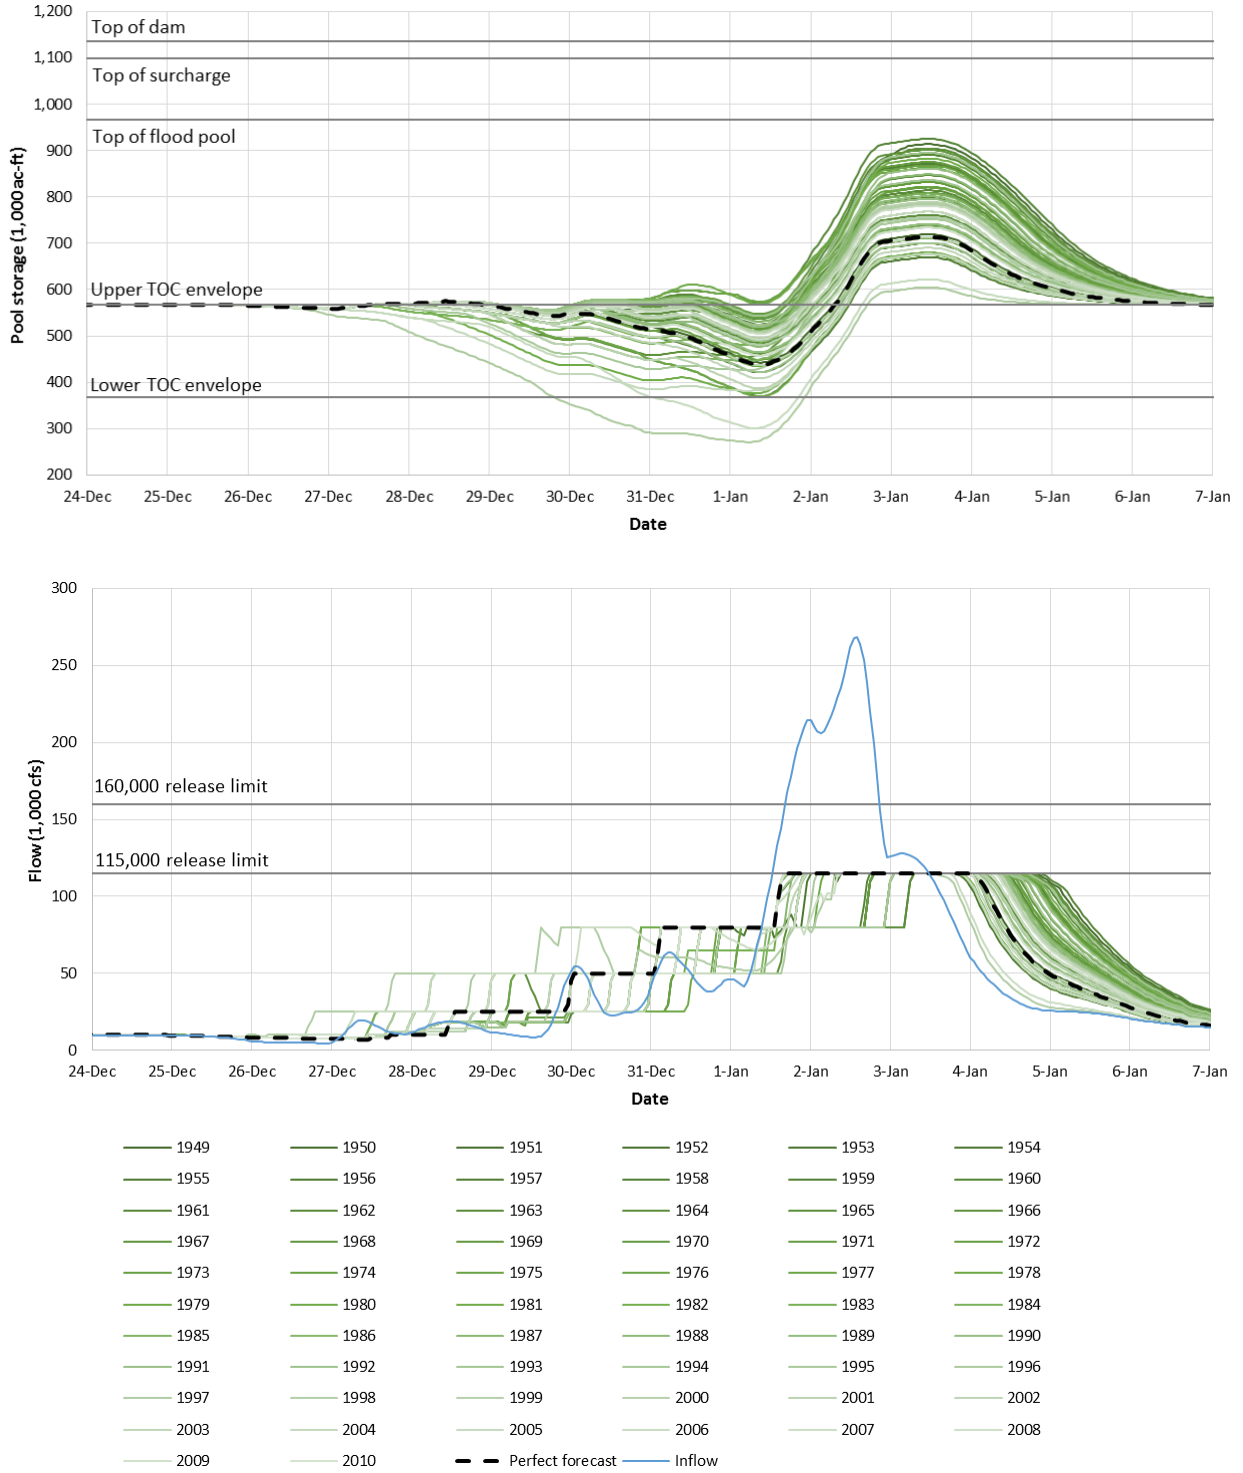 1,200
Top of dam
1,100
Top of surcharge
1,000
Top of flood pool
900
800
700
600
Upper TOC envelope
500
400
Lower TOC envelope
300
200
Pool storage (1,000 ac-ft)
24-Dec 25-Dec 26-Dec 27-Dec 28-Dec 29-Dec 30-Dec 31-Dec 1-Jan 2-Jan 3-Jan 4-Jan 5-Jan 6-Jan 7-Jan
Date
300
250
200
160,000 release limit
150
115,000 release limit
100
50
0
Flow (1,000 cfs)
24-Dec 25-Dec 26-Dec 27-Dec 28-Dec 29-Dec 30-Dec 31-Dec 1-Jan 2-Jan 3-Jan 4-Jan 5-Jan 6-Jan 7-Jan
Date
1949 1950 1951 1952 1953 1954
1955 1956 1957 1958 1959 1960
1961 1962 1963 1964 1965 1966
1967 1968 1969 1970 1971 1972
1973 1974 1975 1976 1977 1978
1979 1980 1981 1982 1983 1984
1985 1986 1987 1988 1989 1990
1991 1992 1993 1994 1995 1996
1997 1998 1999 2000 2001 2002
2003 2004 2005 2006 2007 2008
2009 2010 Perfect forecast Inflow